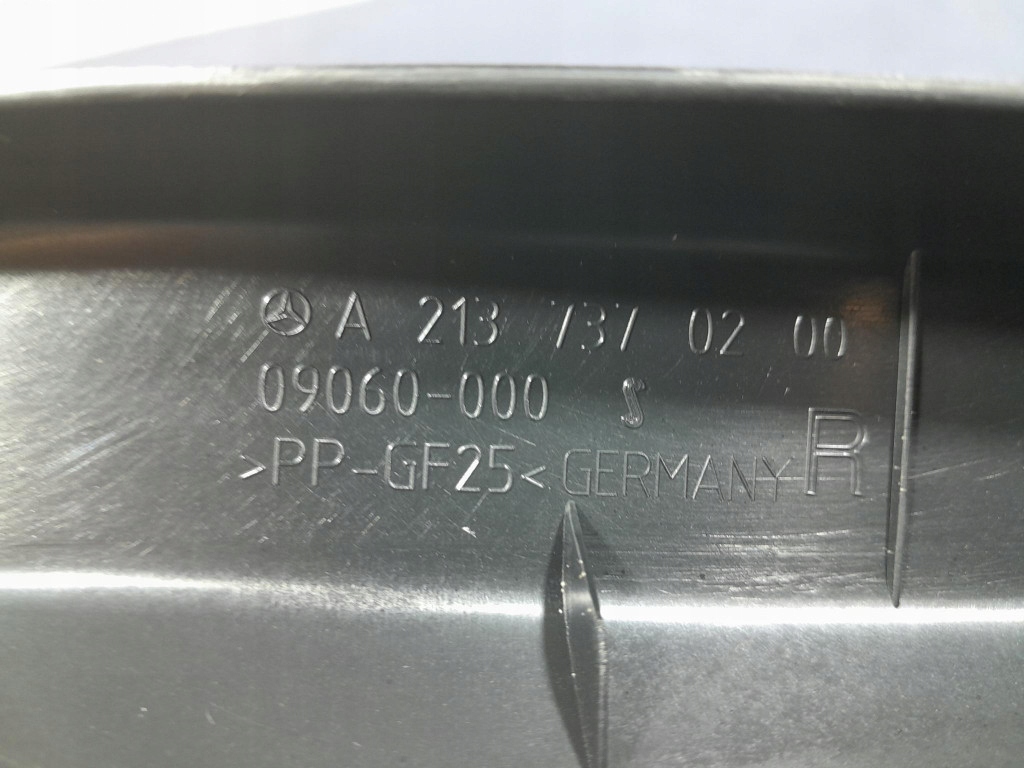 A 213 737 02 00
09060-000 S
>PP-GF25< GERMANY R